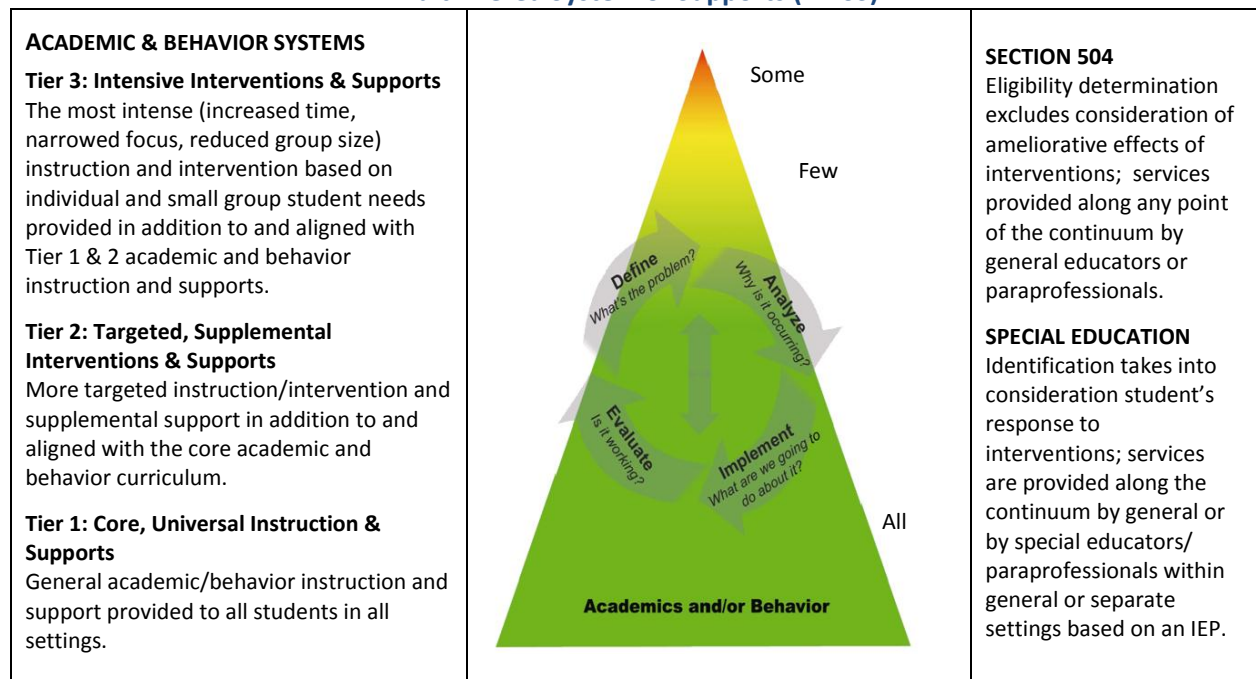 ACADEMIC & BEHAVIOR SYSTEMS
Tier 3: Intensive Interventions & Supports
The most intense (increased time,
narrowed focus, reduced group size)
instruction and intervention based on
individual and small group student needs
provided in addition to and aligned with
Tier 1 & 2 academic and behavior
instruction and supports.
Tier 2: Targeted, Supplemental
Interventions & Supports
More targeted instruction/intervention and
supplemental support in addition to and
aligned with the core academic and
behavior curriculum.
Tier 1: Core, Universal Instruction &
Supports
General academic/behavior instruction and
support provided to all students in all
settings.
Some
Few
Define
What's the problem?
Analyze
Why is it occurring?
Implement
What are we going to
do about it?
Evaluate
Is it working?
All
Academics and/or Behavior
SECTION 504
Eligibility determination
excludes consideration of
ameliorative effects of
interventions; services
provided along any point
of the continuum by
general educators or
paraprofessionals.
SPECIAL EDUCATION
Identification takes into
consideration student's
response to
interventions; services
are provided along the
continuum by general or
by special educators/
paraprofessionals within
general or separate
settings based on an IEP.